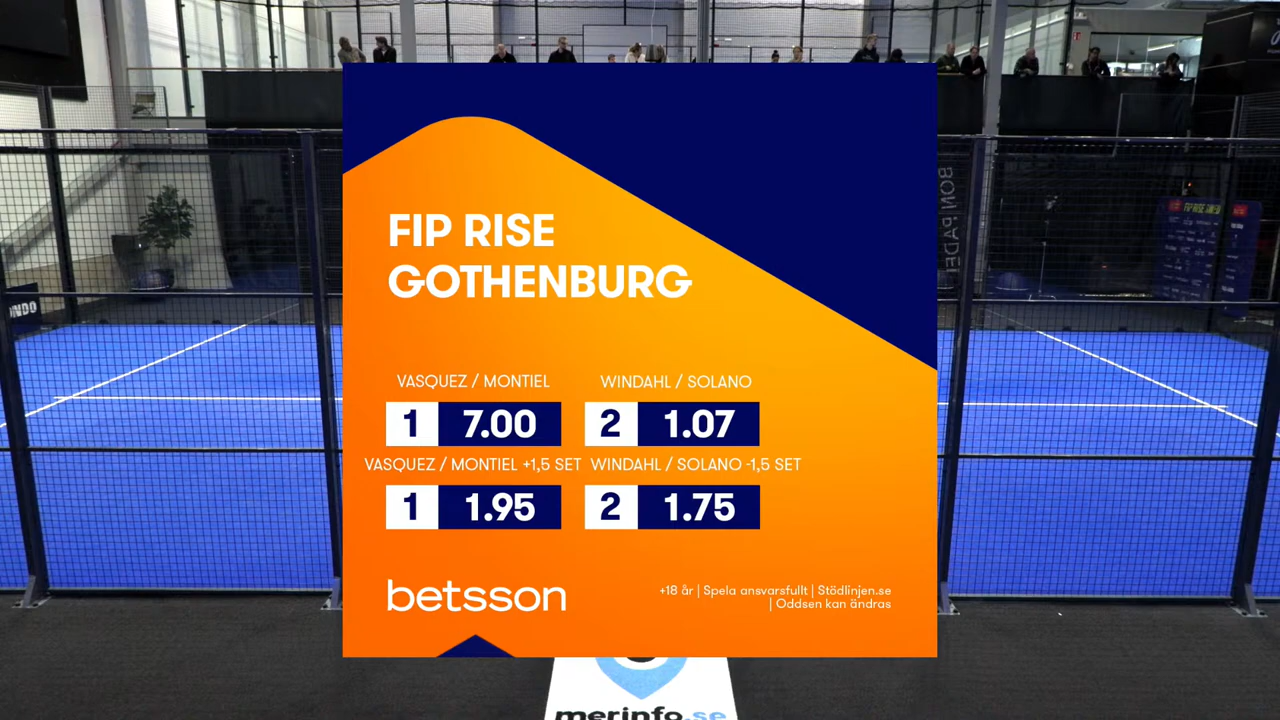 FIP RISE
GOTHENBURG
VASQUEZ / MONTIEL
WINDAHL / SOLANO
1 7.00
2 1.07
VASQUEZ / MONTIEL +1,5 SET
WINDAHL / SOLANO -1,5 SET
1 1.95
2 1.75
betsson
+18 år | Spela ansvarsfullt | Stödlinjen.se
| Oddsen kan ändras
BON PADEL
merinfo.se